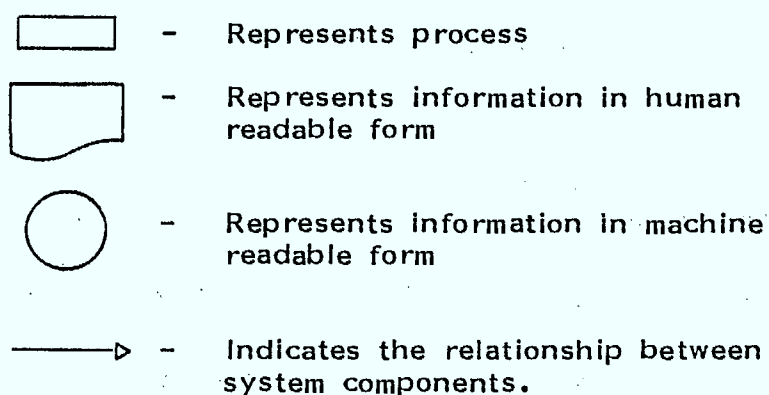 - Represents process
- Represents information in human
readable form
- Represents information in machine
readable form
- Indicates the relationship between
system components.